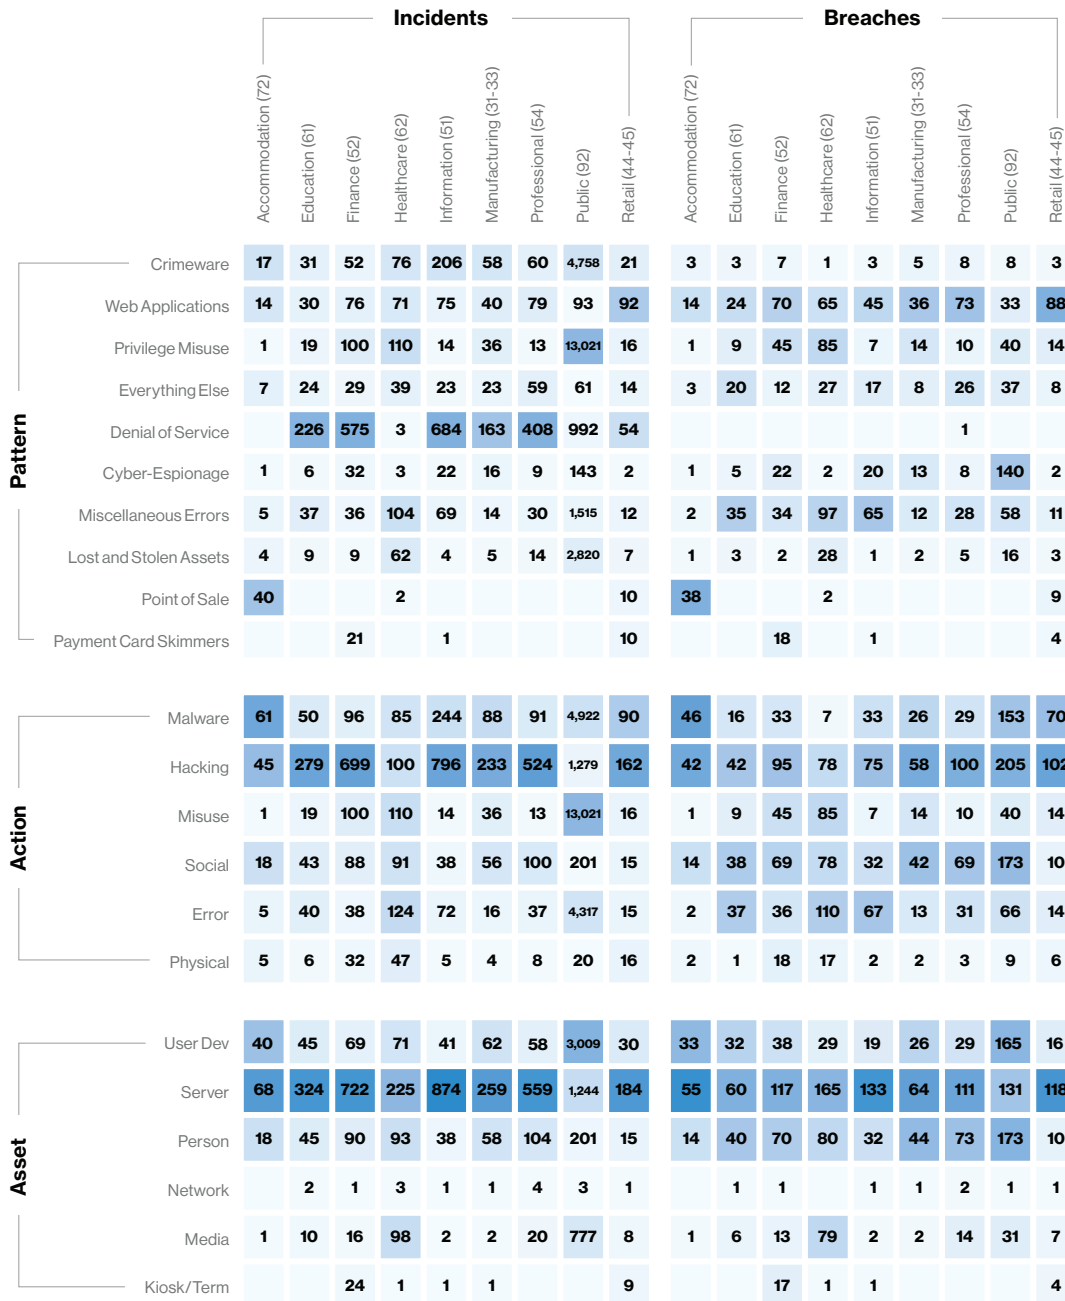 Incidents Breaches
Accommodation (72) Education (61) Finance (52) Healthcare (62) Information (51) Manufacturing (31-33) Professional (54) Public (92) Retail (44-45) Accommodation (72) Education (61) Finance (52) Healthcare (62) Information (51) Manufacturing (31-33) Professional (54) Public (92) Retail (44-45)
Pattern
Crimeware 17 31 52 76 206 58 60 4,758 21 3 3 7 1 3 5 8 8 3
Web Applications 14 30 76 71 75 40 79 93 92 14 24 70 65 45 36 73 33 88
Privilege Misuse 1 19 100 110 14 36 13 13,021 16 1 9 45 85 7 14 10 40 14
Everything Else 7 24 29 39 23 23 59 61 14 3 20 12 27 17 8 26 37 8
Denial of Service 226 575 3 684 163 408 992 54 1
Cyber-Espionage 1 6 32 3 22 16 9 143 2 1 5 22 2 20 13 8 140 2
Miscellaneous Errors 5 37 36 104 69 14 30 1,515 12 2 35 34 97 65 12 28 58 11
Lost and Stolen Assets 4 9 9 62 4 5 14 2,820 7 1 3 2 28 1 2 5 16 3
Point of Sale 40 2 10 38 2 9
Payment Card Skimmers 21 1 10 18 1 4
Action
Malware 61 50 96 85 244 88 91 4,922 90 46 16 33 7 33 26 29 153 70
Hacking 45 279 699 100 796 233 524 1,279 162 42 42 95 78 75 58 100 205 102
Misuse 1 19 100 110 14 36 13 13,021 16 1 9 45 85 7 14 10 40 14
Social 18 43 88 91 38 56 100 201 15 14 38 69 78 32 42 69 173 10
Error 5 40 38 124 72 16 37 4,317 15 2 37 36 110 67 13 31 66 14
Physical 5 6 32 47 5 4 8 20 16 2 1 18 17 2 2 3 9 6
Asset
User Dev 40 45 69 71 41 62 58 3,009 30 33 32 38 29 19 26 29 165 16
Server 68 324 722 225 874 259 559 1,244 184 55 60 117 165 133 64 111 131 118
Person 18 45 90 93 38 58 104 201 15 14 40 70 80 32 44 73 173 10
Network 2 1 3 1 1 4 3 1 1 1 1 1 2 1 1
Media 1 10 16 98 2 2 20 777 8 1 6 13 79 2 2 14 31 7
Kiosk/Term 24 1 1 1 9 17 1 1 4